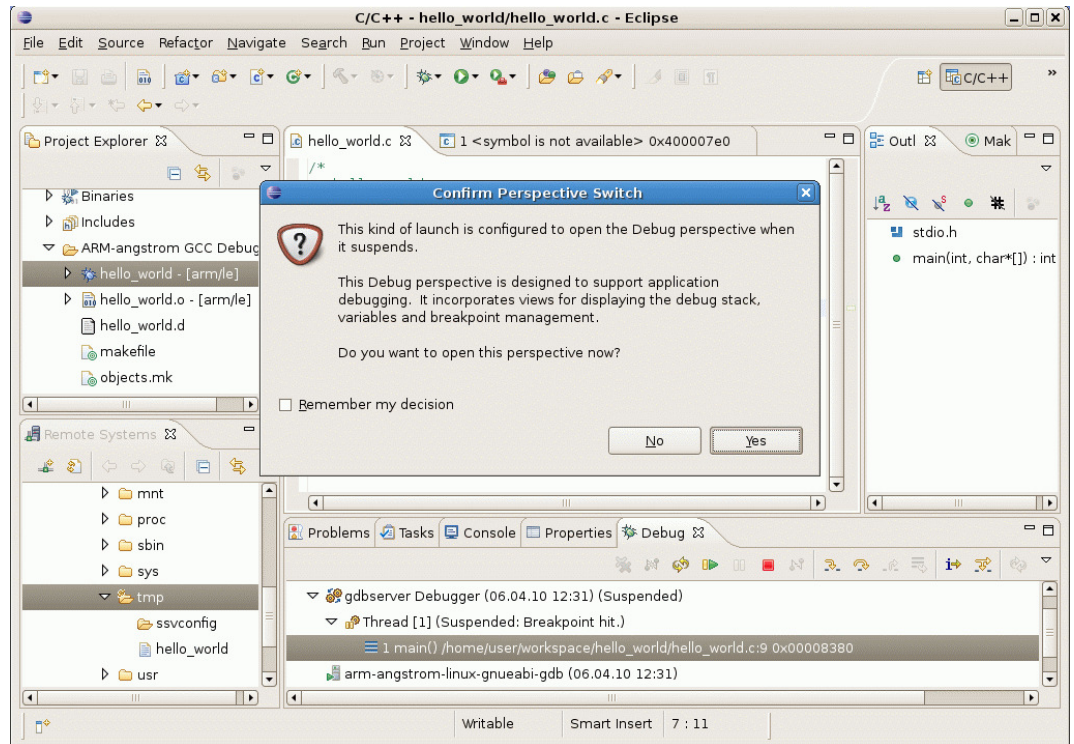 C/C++ - hello_world/hello_world.c - Eclipse
File Edit Source Refactor Navigate Search Run Project Window Help
C/C++ »
Project Explorer
hello_world.c
1 <symbol is not available> 0x400007e0
Outl
Mak
/*
Binaries
Includes
ARM-angstrom GCC Debug
hello_world - [arm/le]
hello_world.o - [arm/le]
hello_world.d
makefile
objects.mk
Confirm Perspective Switch
This kind of launch is configured to open the Debug perspective when
it suspends.
This Debug perspective is designed to support application
debugging. It incorporates views for displaying the debug stack,
variables and breakpoint management.
Do you want to open this perspective now?
Remember my decision
No
Yes
stdio.h
main(int, char*[]) : int
Remote Systems
mnt
proc
sbin
sys
tmp
ssvconfig
hello_world
usr
Problems Tasks Console Properties Debug
gdbserver Debugger (06.04.10 12:31) (Suspended)
Thread [1] (Suspended: Breakpoint hit.)
1 main() /home/user/workspace/hello_world/hello_world.c:9 0x00008380
arm-angstrom-linux-gnueabi-gdb (06.04.10 12:31)
Writable Smart Insert 7 : 11